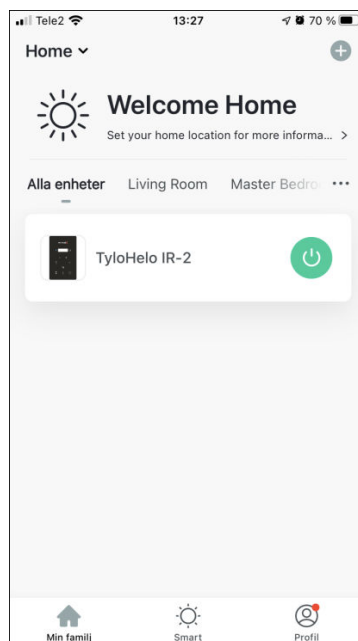 Tele2
13:27
70 %
Home
Welcome Home
Set your home location for more informa...
Alla enheter
Living Room
Master Bedro
TyloHelo IR-2
Min familj
Smart
Profil